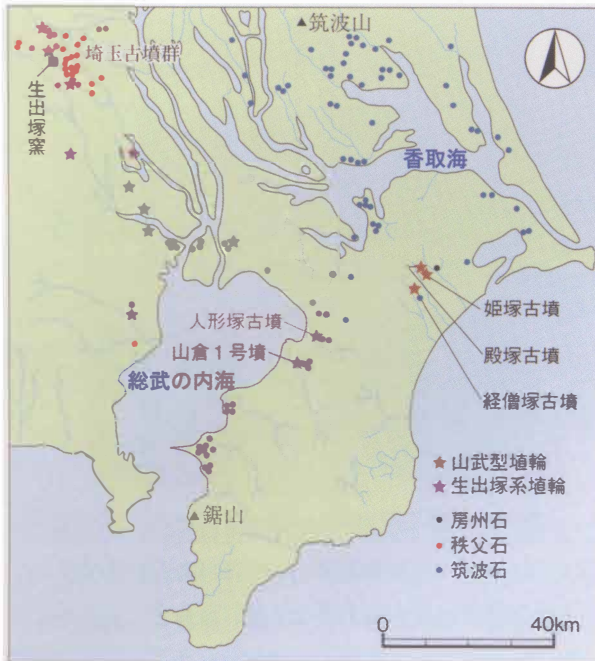 ▲筑波山
埼玉古墳群
生出塚窯
香取海
人形塚古墳
山倉1号墳
総武の内海
姫塚古墳
殿塚古墳
経僧塚古墳
▲鋸山
★山武型埴輪
★生出塚系埴輪
房州石
秩父石
筑波石
0 40km